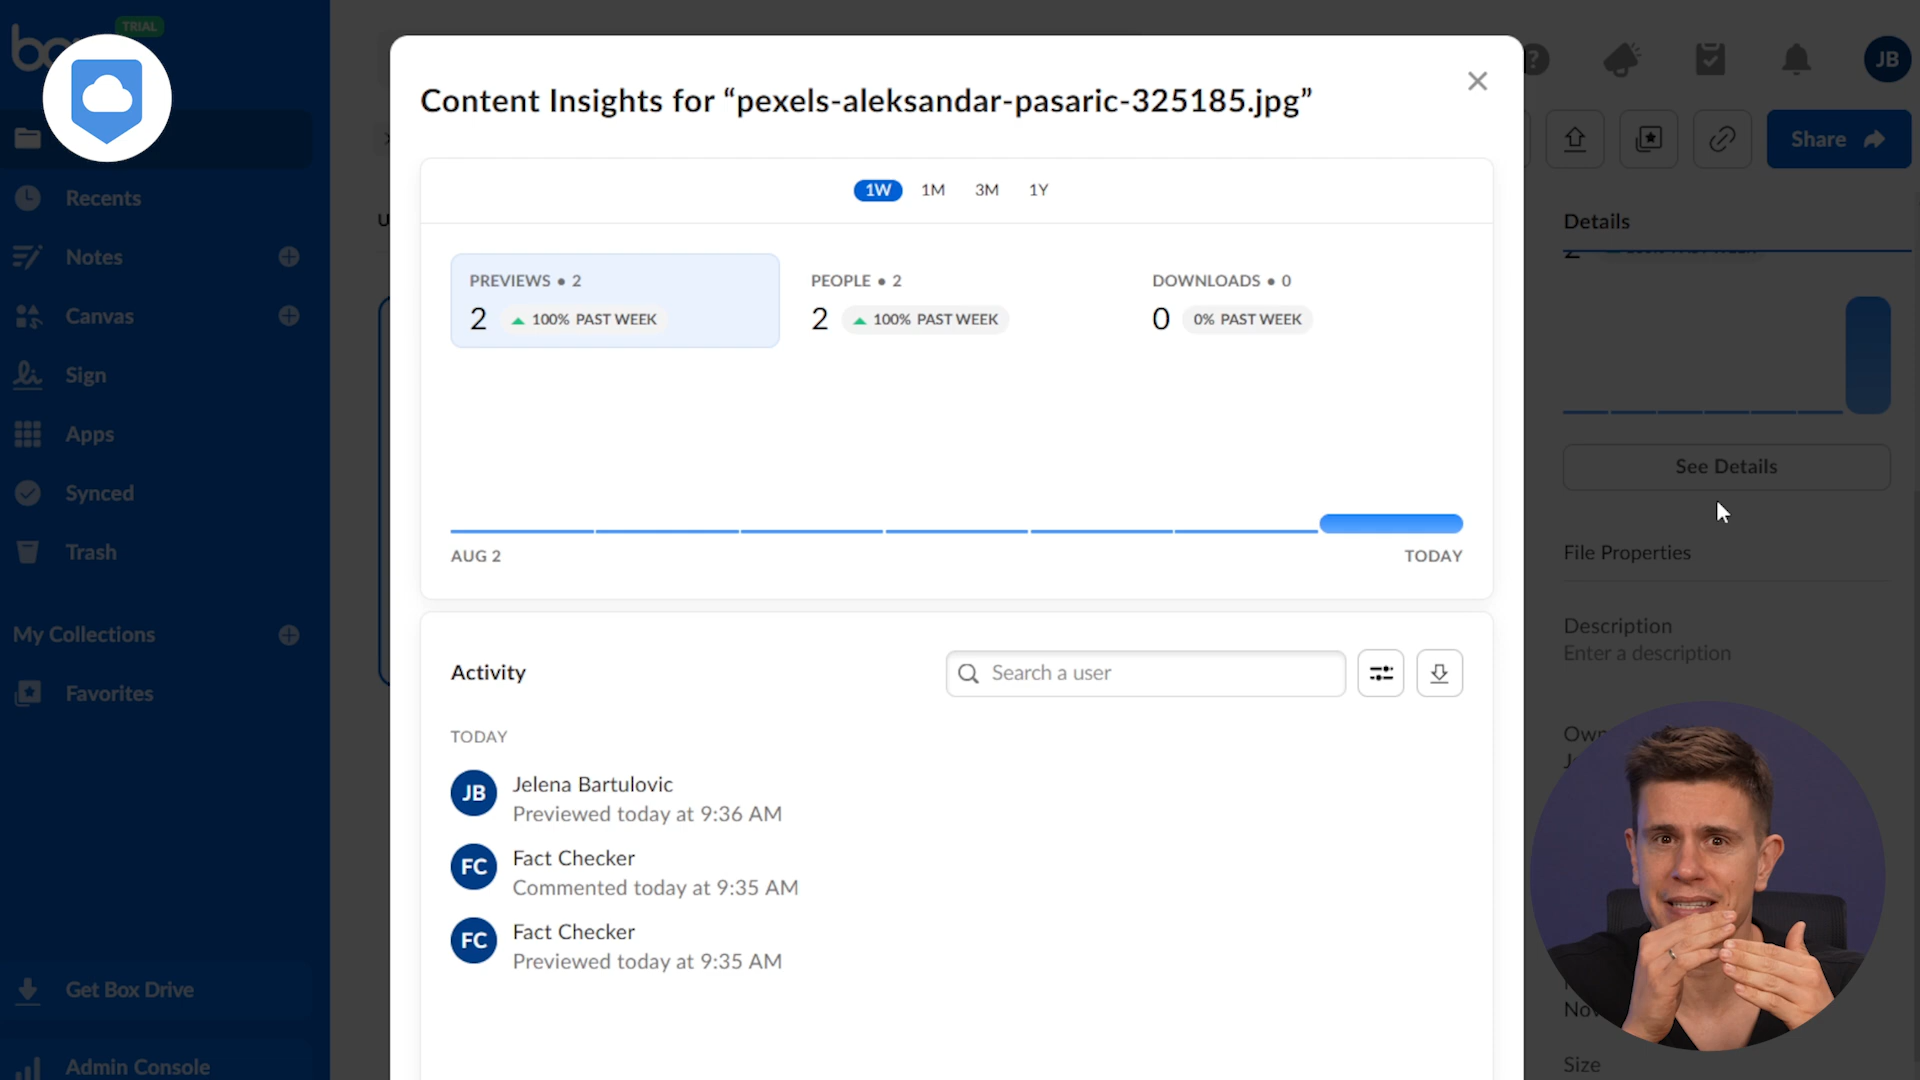 TRIAL
Recents
Notes
Canvas
Sign
Apps
Synced
Trash
My Collections
Favorites
Get Box Drive
Admin Console
Content Insights for “pexels-aleksandar-pasaric-325185.jpg”
1W 1M 3M 1Y
PREVIEWS • 2
2 100% PAST WEEK
PEOPLE • 2
2 100% PAST WEEK
DOWNLOADS • 0
0 0% PAST WEEK
AUG 2
TODAY
Activity
Search a user
TODAY
JB
Jelena Bartulovic
Previewed today at 9:36 AM
FC
Fact Checker
Commented today at 9:35 AM
FC
Fact Checker
Previewed today at 9:35 AM
?
JB
Share
Details
See Details
File Properties
Description
Enter a description
Size